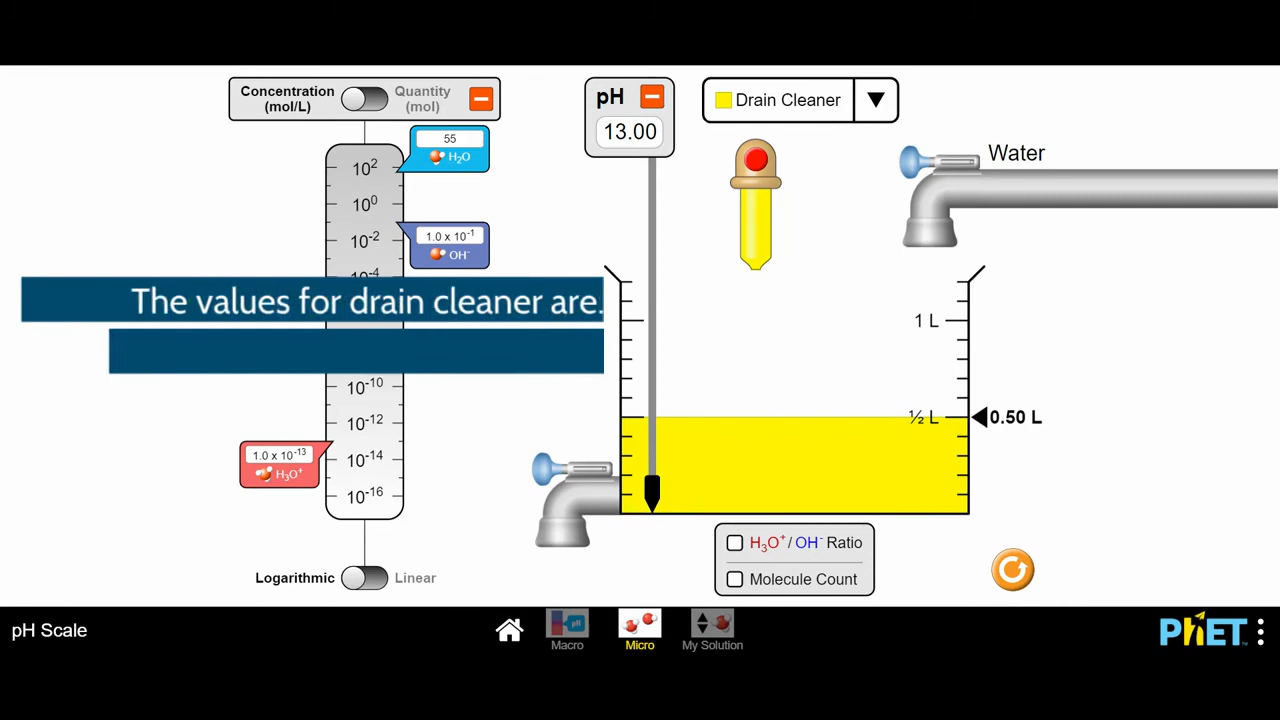 Concentration
(mol/L)
Quantity
(mol)
pH
13.00
Drain Cleaner
Water
55
H₂O
10²
10⁰
10⁻²
10⁻⁴
1.0 x 10⁻¹
OH⁻
The values for drain cleaner are.
10⁻¹⁰
10⁻¹²
10⁻¹⁴
10⁻¹⁶
1.0 x 10⁻¹³
H₃O⁺
1 L
½ L
0.50 L
H₃O⁺/OH⁻ Ratio
Molecule Count
Logarithmic
Linear
pH Scale
Macro
Micro
My Solution
PhET